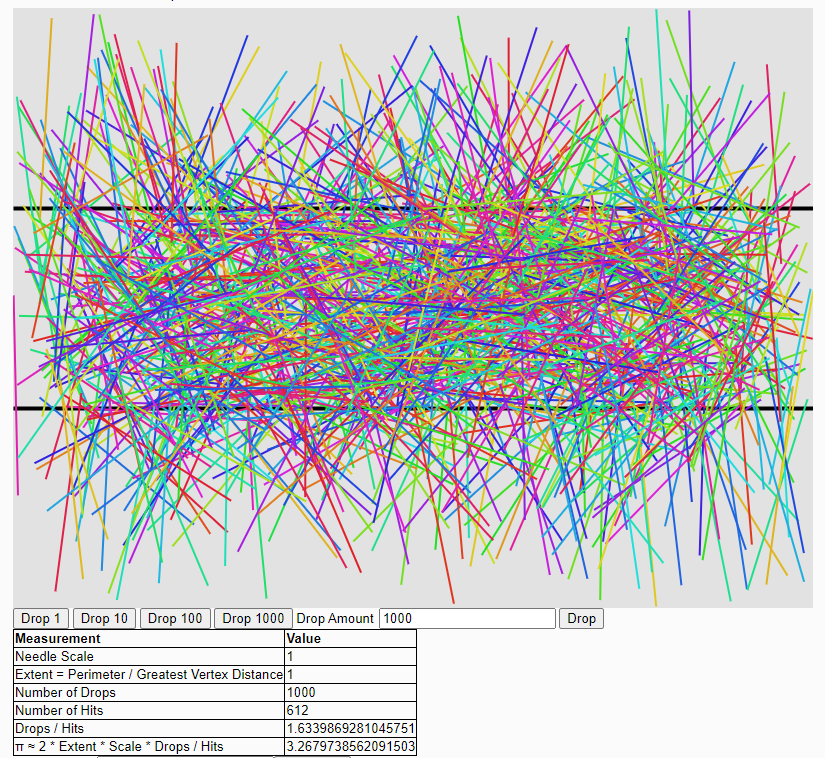 Drop 1 Drop 10 Drop 100 Drop 1000 Drop Amount 1000 Drop
Measurement Value
Needle Scale 1
Extent = Perimeter / Greatest Vertex Distance 1
Number of Drops 1000
Number of Hits 612
Drops / Hits 1.6339869281045751
π ≈ 2 * Extent * Scale * Drops / Hits 3.2679738562091503